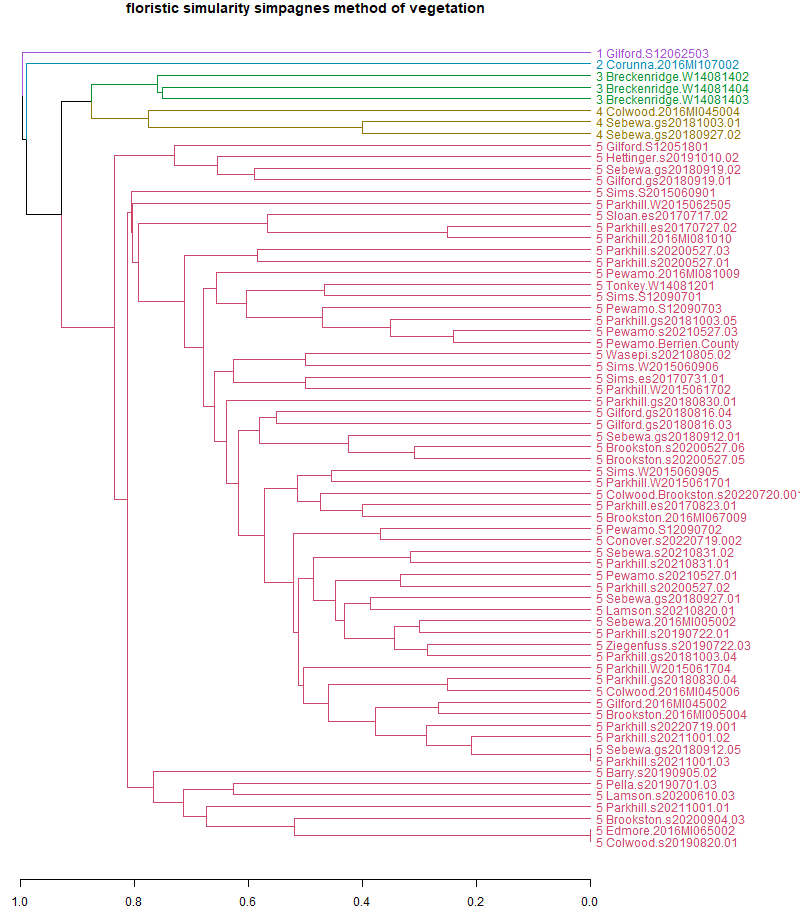 floristic simularity simpagnes method of vegetation
1 Gilford.S12062503
2 Corunna.2016MI107002
3 Breckenridge.W14081402
3 Breckenridge.W14081404
3 Breckenridge.W14081403
4 Colwood.2016MI045004
4 Sebewa.gs20181003.01
4 Sebewa.gs20180927.02
5 Gilford.S12051801
5 Hettinger.s20191010.02
5 Sebewa.gs20180919.02
5 Gilford.gs20180919.01
5 Sims.S2015060901
5 Parkhill.W2015062505
5 Sloan.es20170717.02
5 Parkhill.es20170727.02
5 Parkhill.2016MI081010
5 Parkhill.s20200527.03
5 Parkhill.s20200527.01
5 Pewamo.2016MI081009
5 Tonkey.W14081201
5 Sims.S12090701
5 Pewamo.S12090703
5 Parkhill.gs20181003.05
5 Pewamo.s20210527.03
5 Pewamo.Berrien.County
5 Wasepi.s20210805.02
5 Sims.W2015060906
5 Sims.es20170731.01
5 Parkhill.W2015061702
5 Parkhill.gs20180830.01
5 Gilford.gs20180816.04
5 Gilford.gs20180816.03
5 Sebewa.gs20180912.01
5 Brookston.s20200527.06
5 Brookston.s20200527.05
5 Sims.W2015060905
5 Parkhill.W2015061701
5 Colwood.Brookston.s20220720.001
5 Parkhill.es20170823.01
5 Brookston.2016MI067009
5 Pewamo.S12090702
5 Conover.s20220719.002
5 Sebewa.s20210831.02
5 Parkhill.s20210831.01
5 Pewamo.s20210527.01
5 Parkhill.s20200527.02
5 Sebewa.gs20180927.01
5 Lamson.s20210820.01
5 Sebewa.2016MI005002
5 Parkhill.s20190722.01
5 Ziegenfuss.s20190722.03
5 Parkhill.gs20181003.04
5 Parkhill.W2015061704
5 Parkhill.gs20180830.04
5 Colwood.2016MI045006
5 Gilford.2016MI045002
5 Brookston.2016MI005004
5 Parkhill.s20220719.001
5 Parkhill.s20211001.02
5 Sebewa.gs20180912.05
5 Parkhill.s20211001.03
5 Barry.s20190905.02
5 Pella.s20190701.03
5 Lamson.s20200610.03
5 Parkhill.s20211001.01
5 Brookston.s20200904.03
5 Edmore.2016MI065002
5 Colwood.s20190820.01
1.0 0.8 0.6 0.4 0.2 0.0